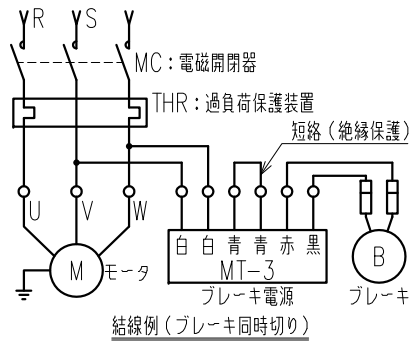 R S
MC：電磁開閉器
THR：過負荷保護装置
短絡（絶縁保護）
U V W
白 白 青 青 赤 黒
MT-3
M モータ
B
ブレーキ電源
ブレーキ
結線例（ブレーキ同時切り）